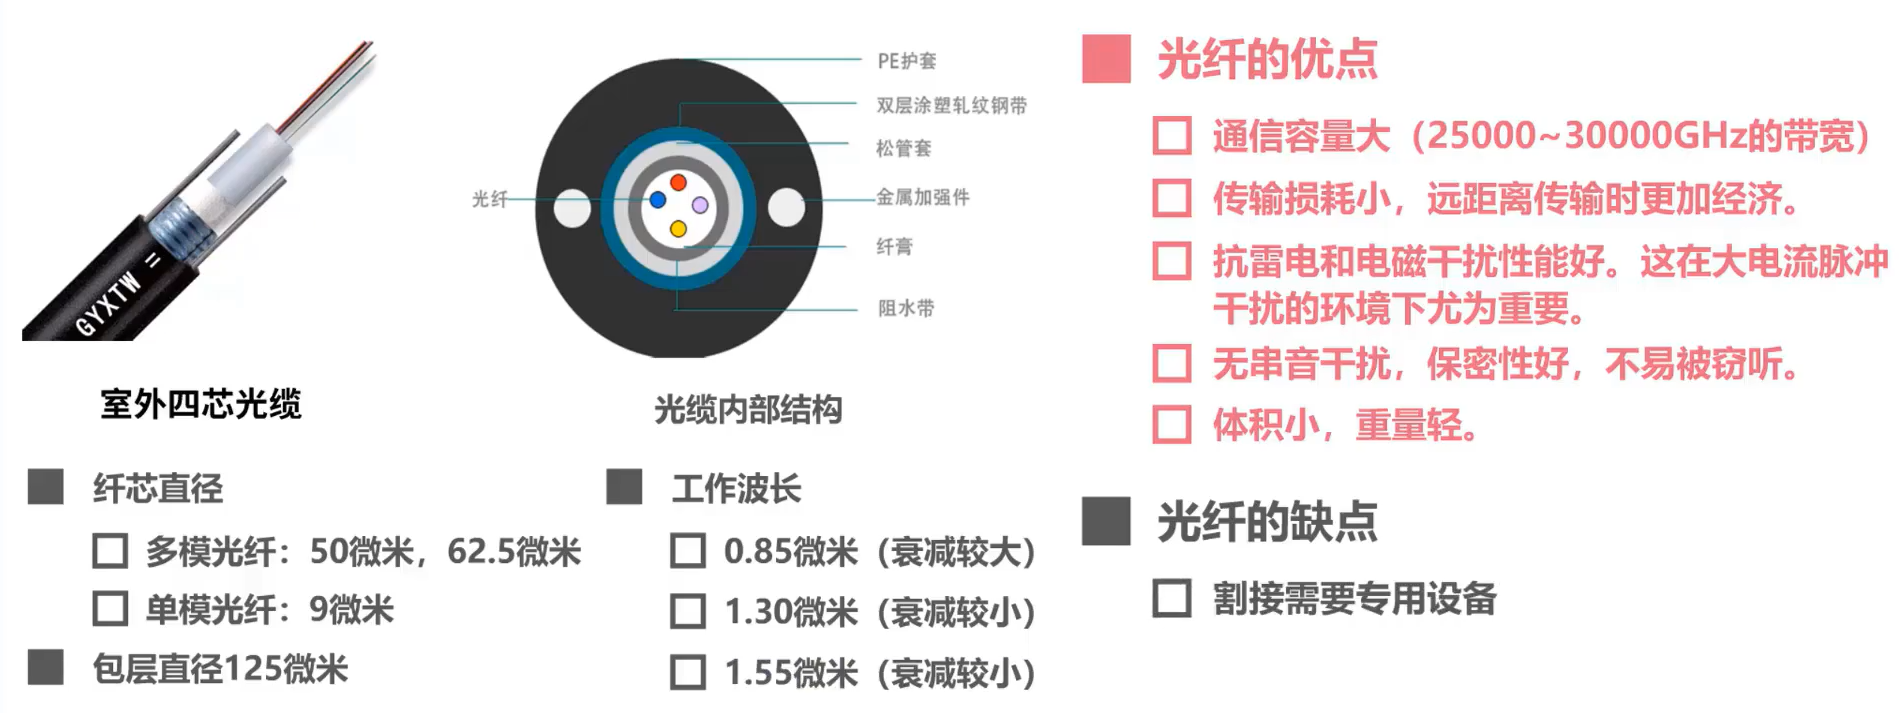 GYXTW =
室外四芯光缆
PE护套
双层涂塑轧纹钢带
松管套
光纤
金属加强件
纤膏
阻水带
光缆内部结构
纤芯直径
多模光纤：50微米，62.5微米
单模光纤：9微米
包层直径125微米
工作波长
0.85微米（衰减较大）
1.30微米（衰减较小）
1.55微米（衰减较小）
光纤的优点
通信容量大（25000~30000GHz的带宽）
传输损耗小，远距离传输时更加经济。
抗雷电和电磁干扰性能好。这在大电流脉冲
干扰的环境下尤为重要。
无串音干扰，保密性好，不易被窃听。
体积小，重量轻。
光纤的缺点
割接需要专用设备